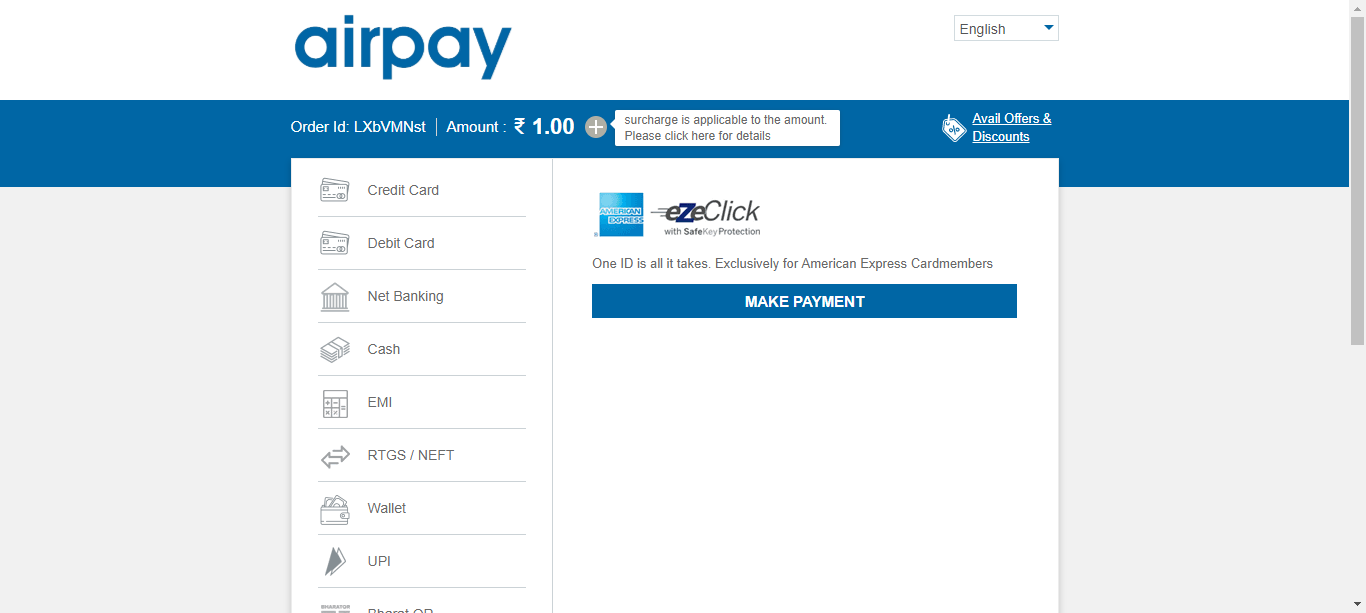 airpay
English
Order Id: LXbVMNst
Amount : ₹ 1.00
surcharge is applicable to the amount.
Please click here for details
Avail Offers &
Discounts
Credit Card
Debit Card
Net Banking
Cash
EMI
RTGS / NEFT
Wallet
UPI
BHARATQR
Bharat QR
AMERICAN
EXPRESS
ezeClick
with SafeKey Protection
One ID is all it takes. Exclusively for American Express Cardmembers
MAKE PAYMENT